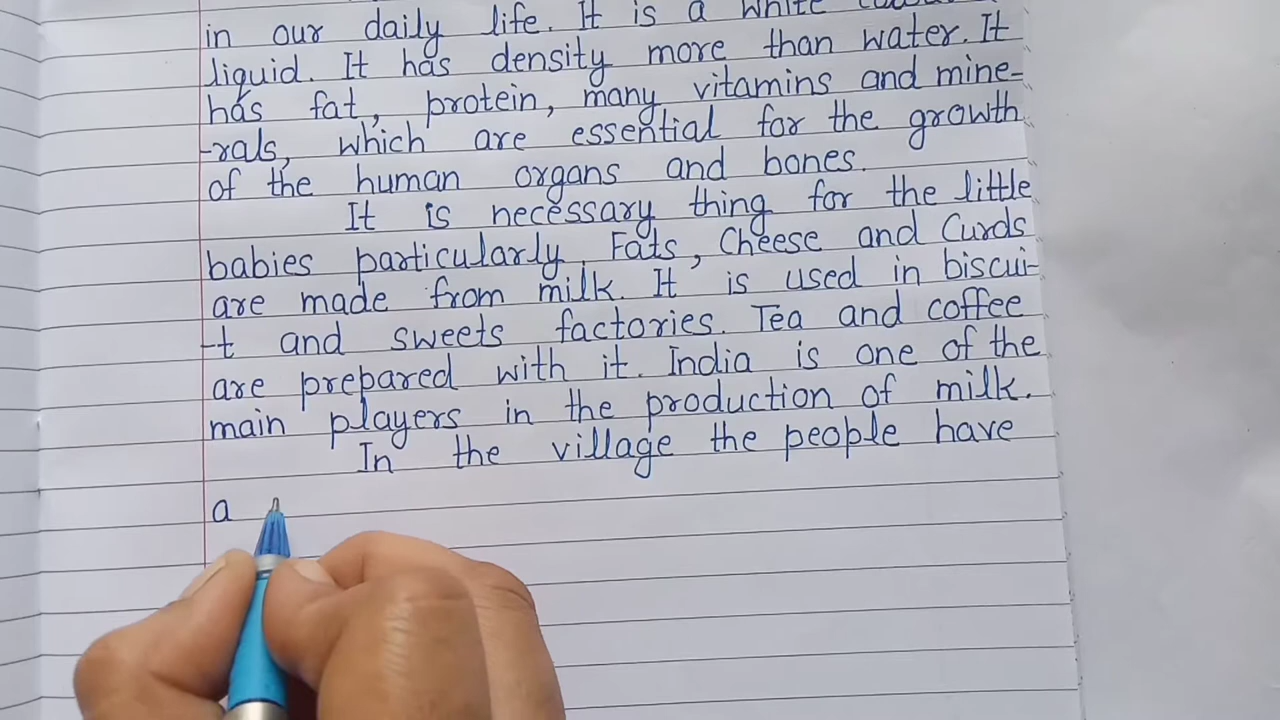 in our daily life. It is a white
liquid. It has density more than water. It
has fat, protein, many vitamins and mine-
-rals, which are essential for the growth
of the human organs and bones.
It is necessary thing for the little
babies particularly. Fats, Cheese and Curds
are made from milk. It is used in biscui-
-t and sweets factories. Tea and coffee
are prepared with it. India is one of the
main players in the production of milk.
In the village the people have
a